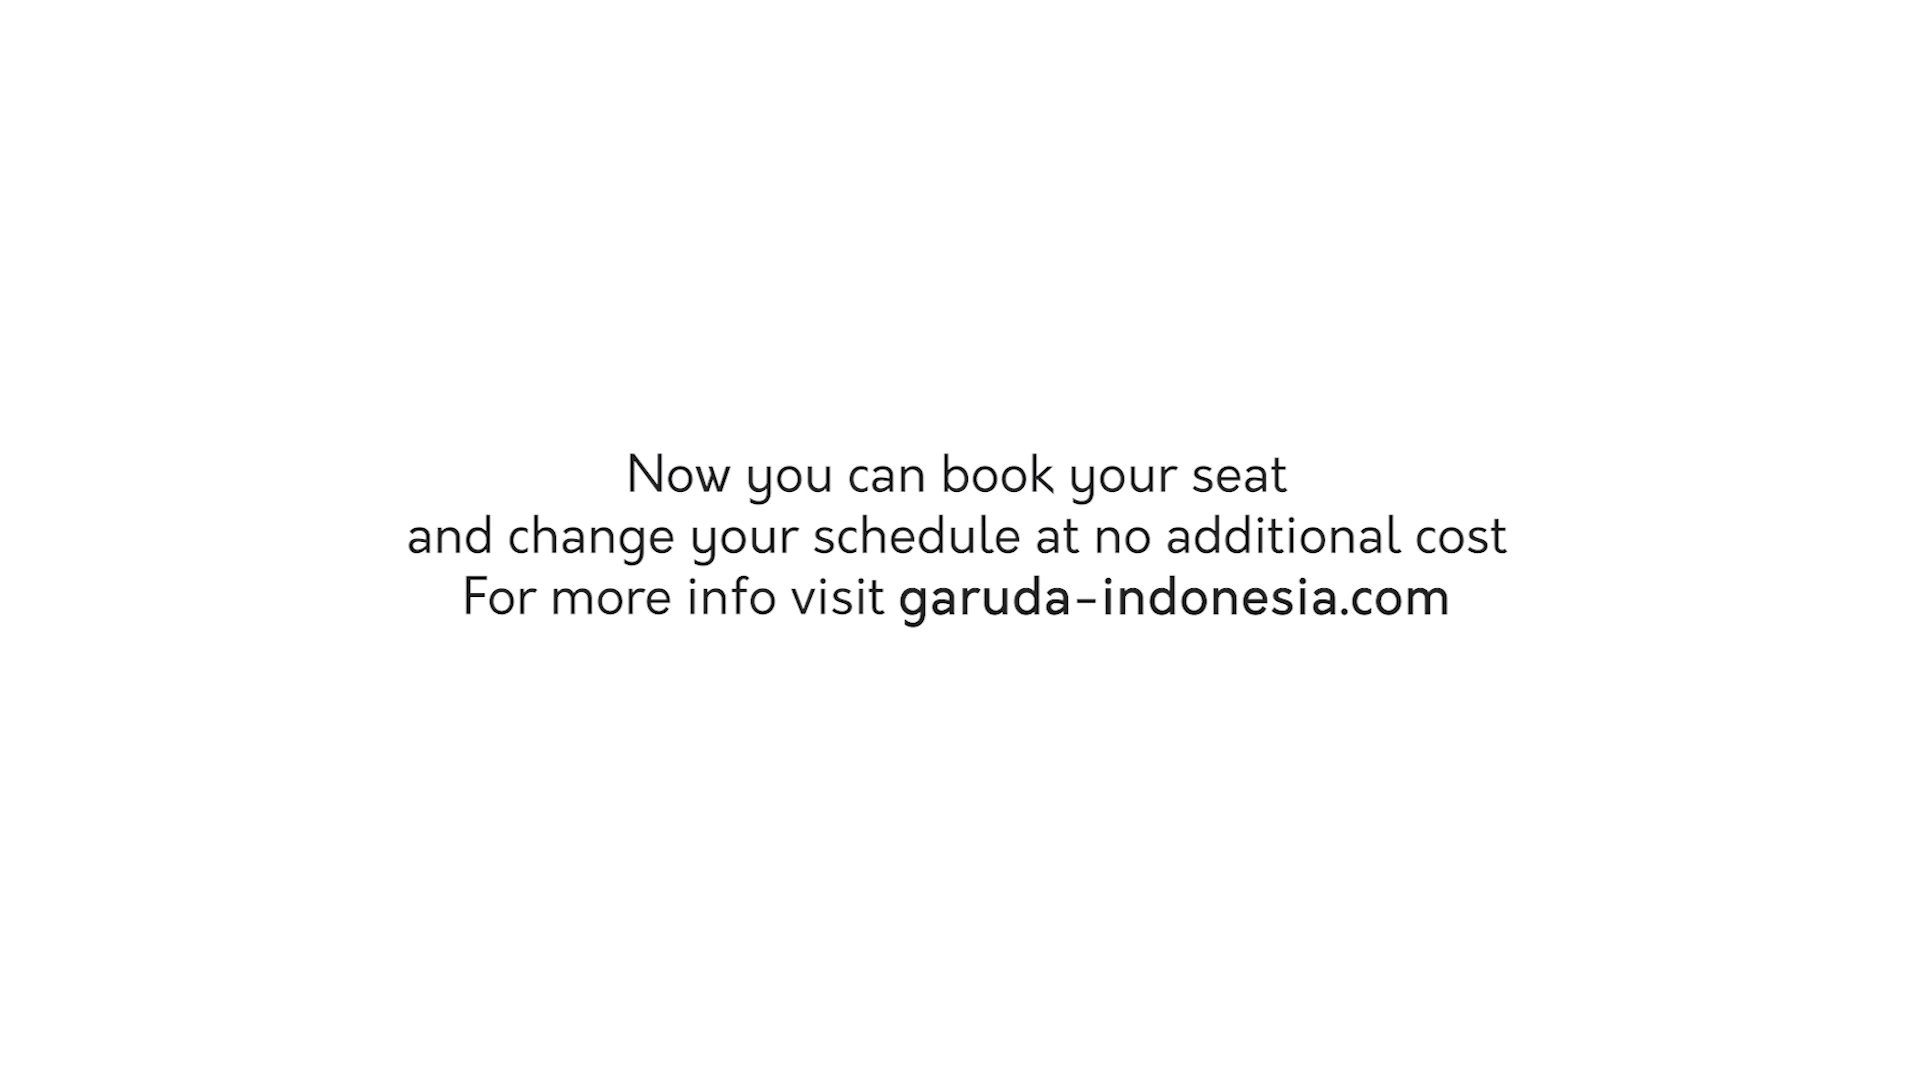 Now you can book your seat
and change your schedule at no additional cost
For more info visit garuda-indonesia.com